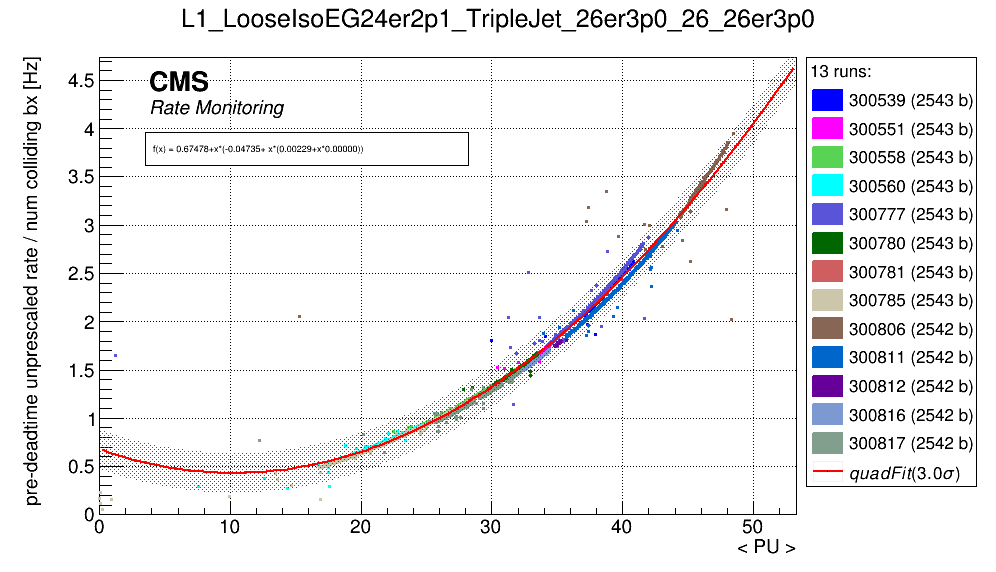 L1_LooseIsoEG24er2p1_TripleJet_26er3p0_26_26er3p0
pre-deadtime unprescaled rate / num colliding bx [Hz]
CMS
Rate Monitoring
f(x) = 0.67478+x*(-0.04735+ x*(0.00229+x*0.00000))
4.5
4
3.5
3
2.5
2
1.5
1
0.5
0
0
10
20
30
40
50
< PU >
13 runs:
300539 (2543 b)
300551 (2543 b)
300558 (2543 b)
300560 (2543 b)
300777 (2543 b)
300780 (2543 b)
300781 (2543 b)
300785 (2543 b)
300806 (2542 b)
300811 (2542 b)
300812 (2542 b)
300816 (2542 b)
300817 (2542 b)
quadFit(3.0σ)